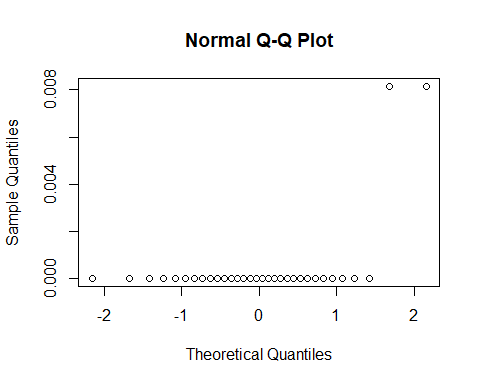 Normal Q-Q Plot
Sample Quantiles
0.008
0.004
0.000
-2 -1 0 1 2
Theoretical Quantiles